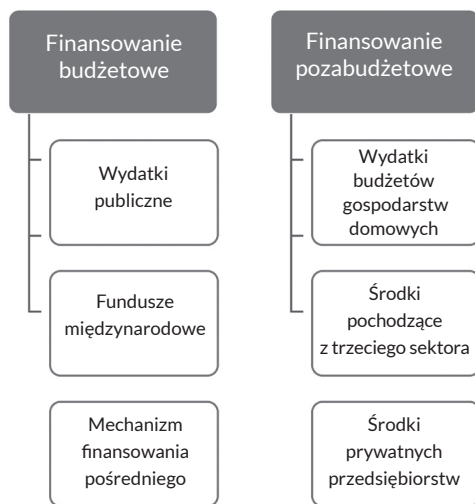 Finansowanie
budżetowe
Wydatki
publiczne
Fundusze
międzynarodowe
Mechanizm
finansowania
pośredniego
Finansowanie
pozabudżetowe
Wydatki
budżetów
gospodarstw
domowych
Środki
pochodzące
z trzeciego sektora
Środki
prywatnych
przedsiębiorstw